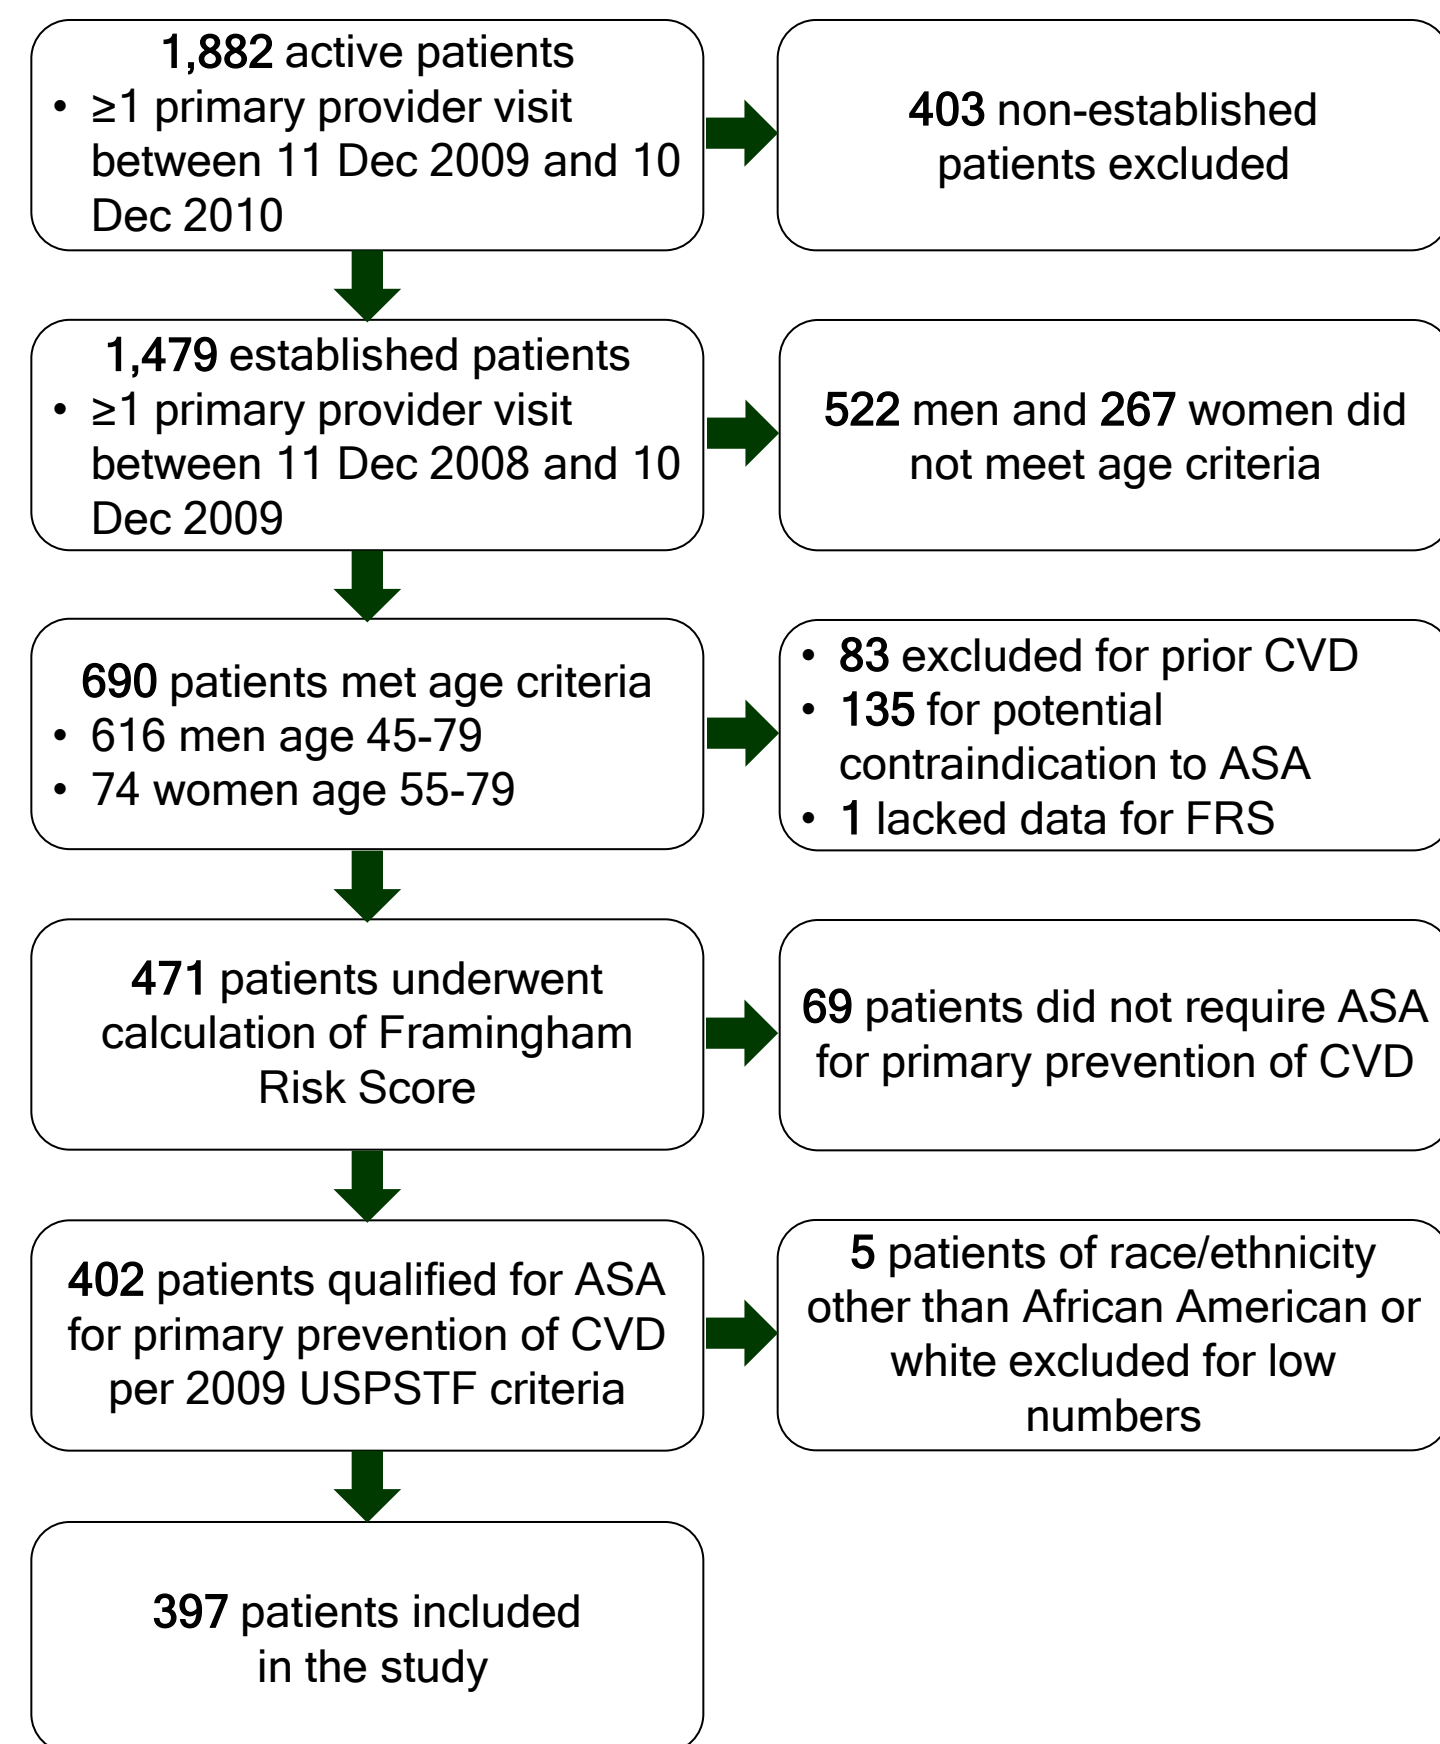 1,882 active patients
• ≥1 primary provider visit
between 11 Dec 2009 and 10
Dec 2010
403 non-established
patients excluded
1,479 established patients
• ≥1 primary provider visit
between 11 Dec 2008 and 10
Dec 2009
522 men and 267 women did
not meet age criteria
690 patients met age criteria
• 616 men age 45-79
• 74 women age 55-79
• 83 excluded for prior CVD
• 135 for potential
contraindication to ASA
• 1 lacked data for FRS
471 patients underwent
calculation of Framingham
Risk Score
69 patients did not require ASA
for primary prevention of CVD
402 patients qualified for ASA
for primary prevention of CVD
per 2009 USPSTF criteria
5 patients of race/ethnicity
other than African American or
white excluded for low
numbers
397 patients included
in the study